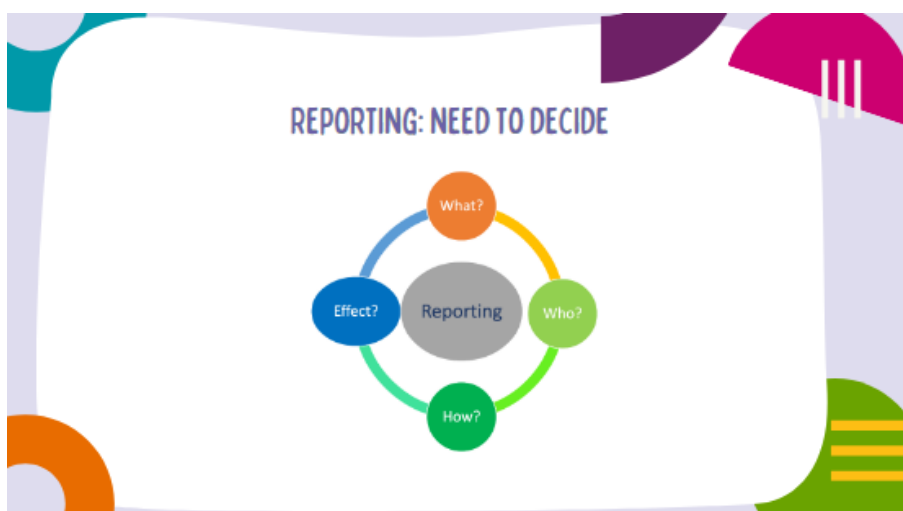 REPORTING: NEED TO DECIDE
What?
Effect?
Reporting
Who?
How?